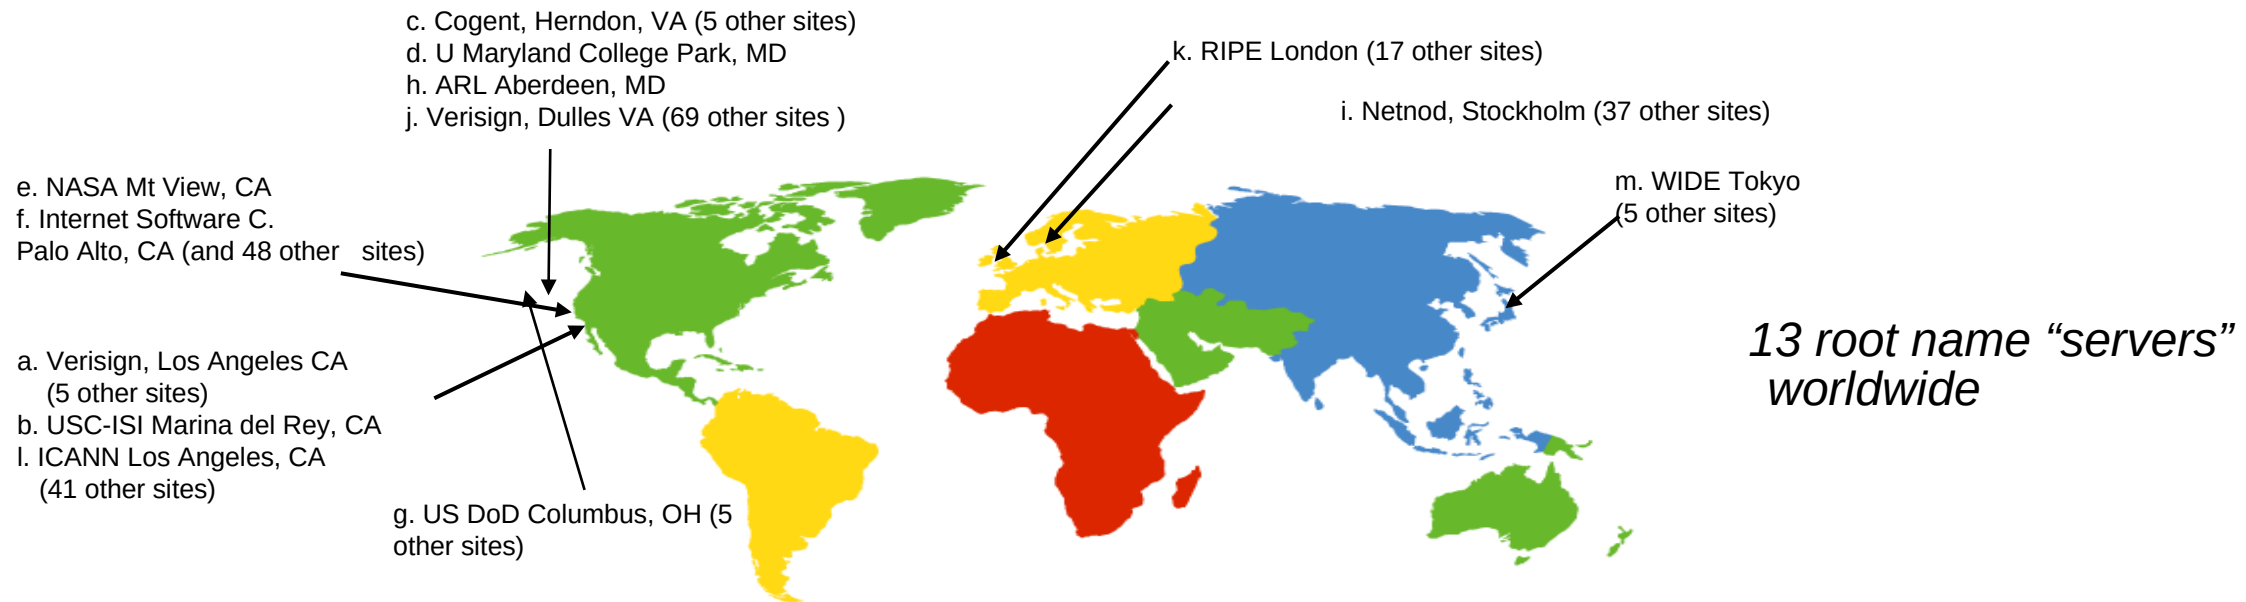 c. Cogent, Herndon, VA (5 other sites)
d. U Maryland College Park, MD
h. ARL Aberdeen, MD
j. Verisign, Dulles VA (69 other sites )
k. RIPE London (17 other sites)
i. Netnod, Stockholm (37 other sites)
e. NASA Mt View, CA
f. Internet Software C.
Palo Alto, CA (and 48 other sites)
m. WIDE Tokyo
(5 other sites)
a. Verisign, Los Angeles CA
(5 other sites)
b. USC-ISI Marina del Rey, CA
l. ICANN Los Angeles, CA
(41 other sites)
g. US DoD Columbus, OH (5
other sites)
13 root name “servers”
worldwide